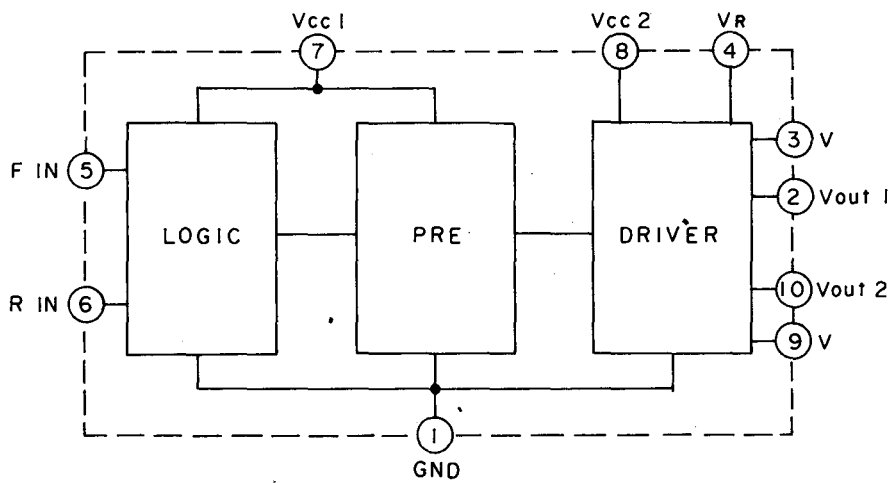 Vcc 1
Vcc 2
VR
7
8
4
3
V
F IN
5
2
Vout 1
LOGIC
PRE
DRIVER
R IN
6
10
Vout 2
9
V
1
GND